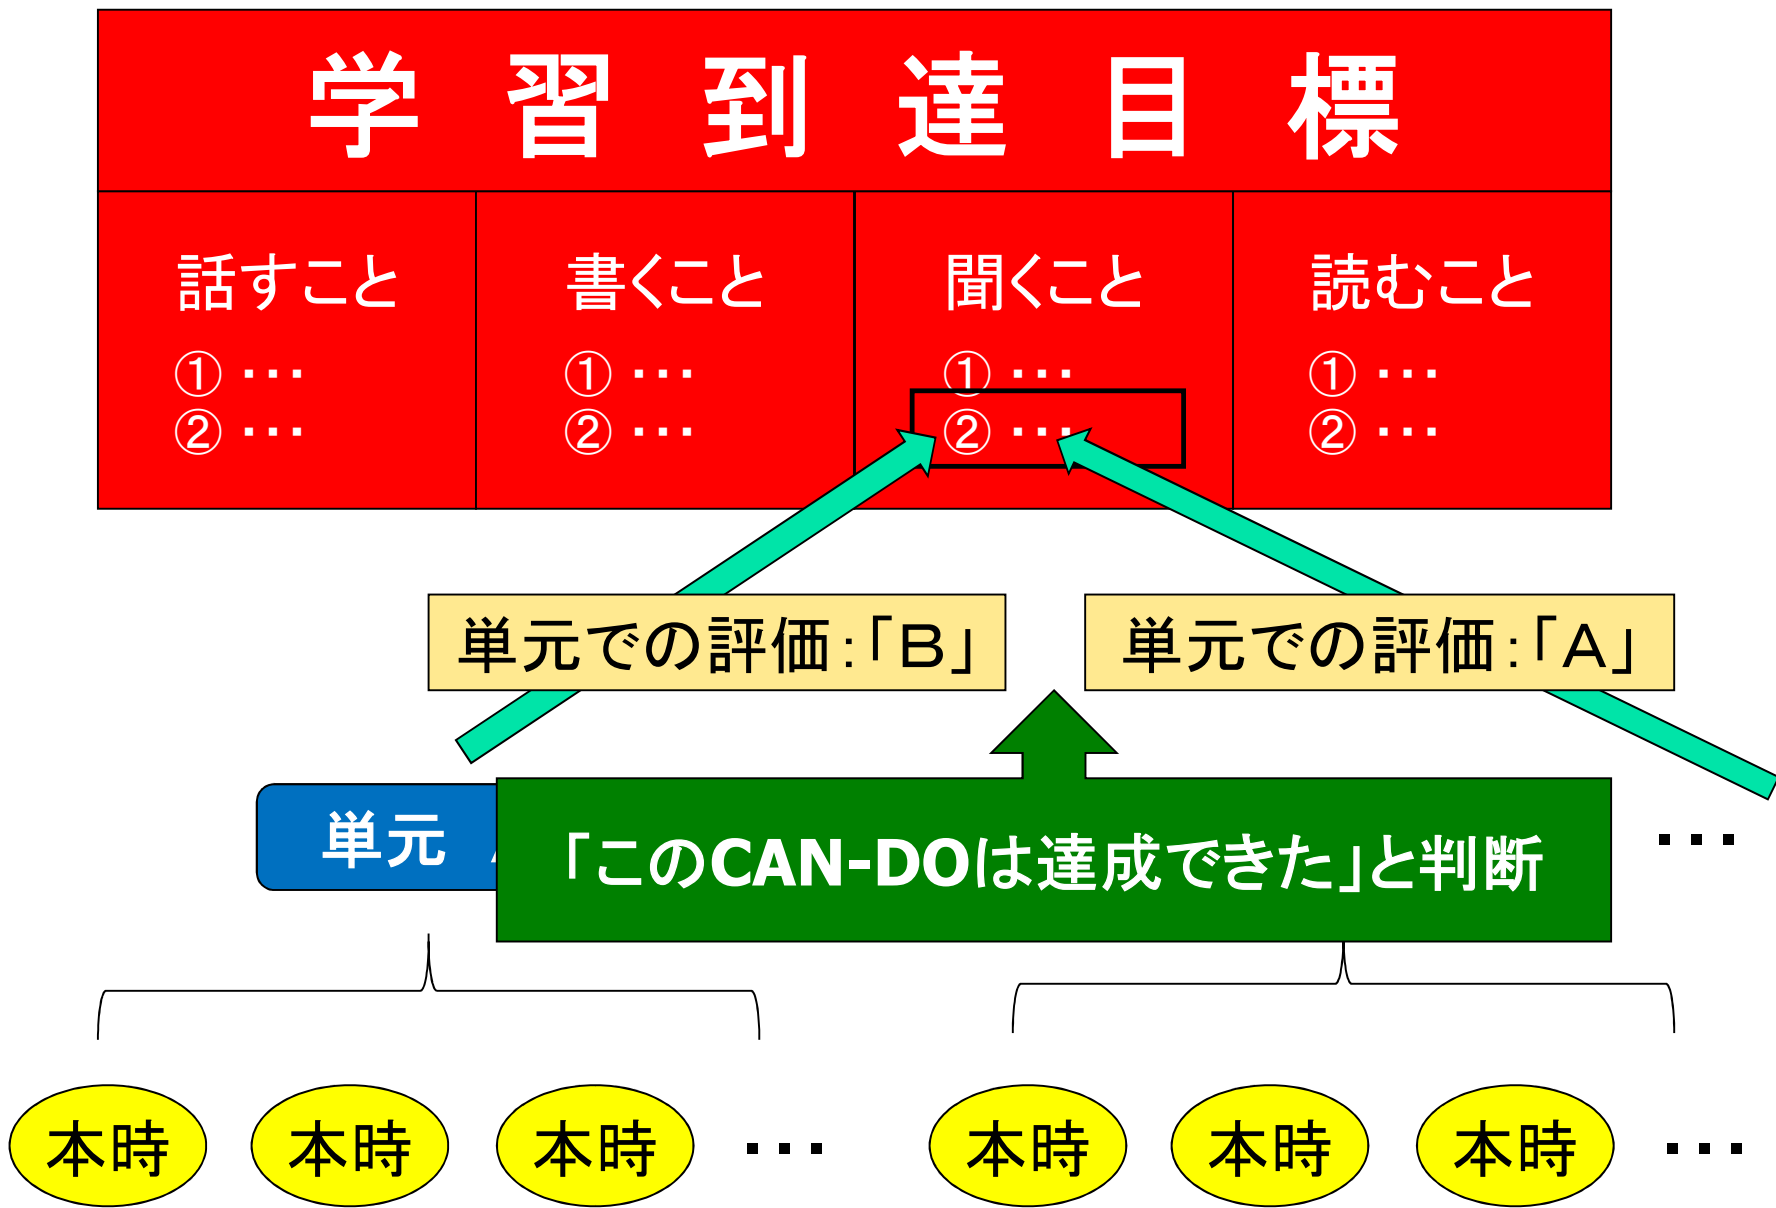 学 習 到 達 目 標
話すこと
① ・・・
② ・・・
書くこと
① ・・・
② ・・・
聞くこと
① ・・・
② ・・・
読むこと
① ・・・
② ・・・
単元での評価：「Ｂ」
単元での評価：「Ａ」
単元
「このCAN-DOは達成できた」と判断
・・・
本時
本時
本時
・・・
本時
本時
本時
・・・